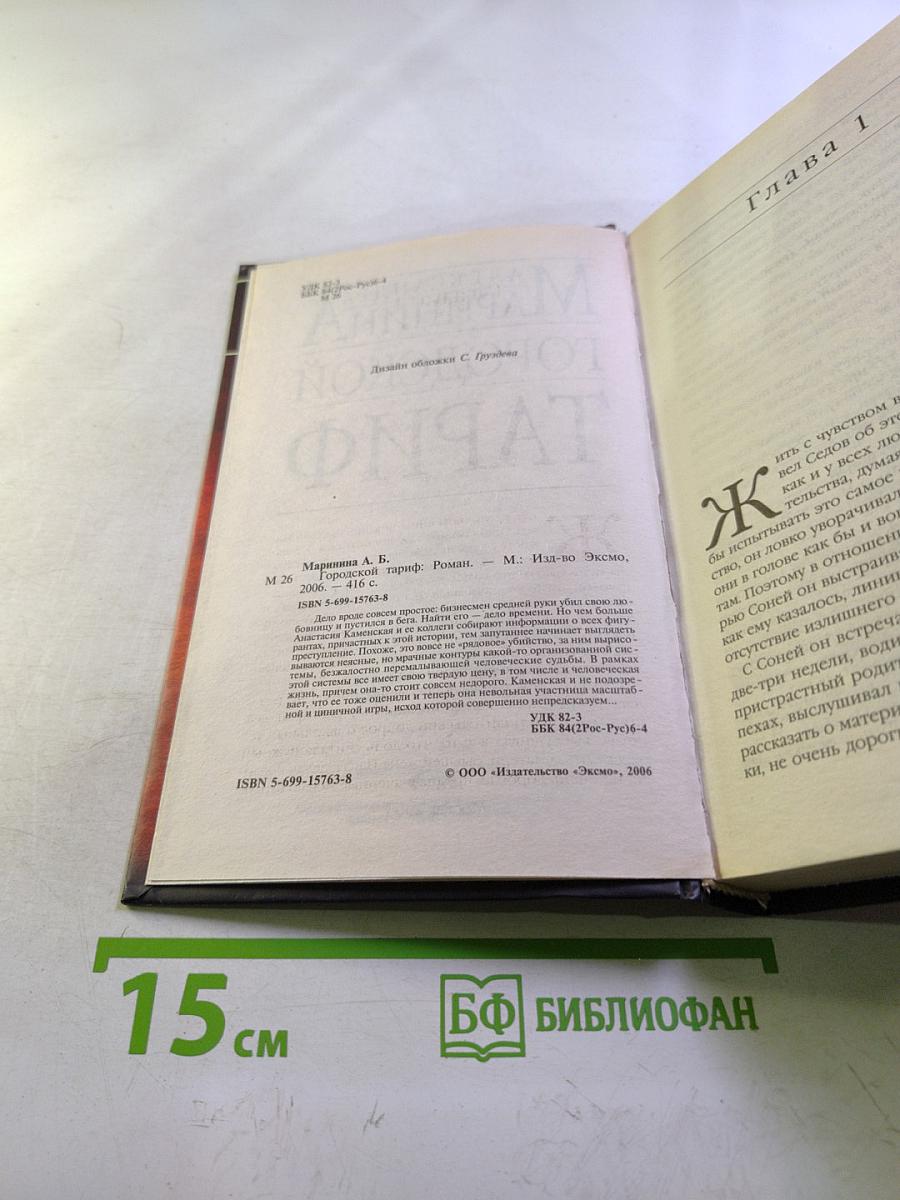 УДК 82-3
ББК 84(2Рос-Рус)6-4
М 26
Дизайн обложки С. Груздева
Маринина А. Б.
М 26 Городской тариф: Роман. — М.: Изд-во Эксмо,
2006. — 416 с.
ISBN 5-699-15763-8
Дело вроде совсем простое: бизнесмен средней руки убил свою лю-
бовницу и пустился в бега. Найти его — дело времени. Но чем больше
Анастасия Каменская и ее коллеги собирают информации о всех фигу-
рантах, причастных к этой истории, тем запутаннее начинает выглядеть
преступление. Похоже, это вовсе не «рядовое» убийство, за ним вырисо-
вываются неясные, но мрачные контуры какой-то организованной сис-
темы, безжалостно перемалывающей человеческие судьбы. В рамках
этой системы все имеет свою твердую цену, в том числе и человеческая
жизнь, причем она-то стоит совсем недорого. Каменская и не подозре-
вает, что ее тоже оценили и теперь она невольная участница масштаб-
ной и циничной игры, исход которой совершенно непредсказуем...
УДК 82-3
ББК 84(2Рос-Рус)6-4
ISBN 5-699-15763-8
© ООО «Издательство «Эксмо», 2006
Глава 1
Жить с чувством в
вел Седов об это
как и у всех лю
тельства, думая
бы испытывать это самое
ство, он ловко уворачивал
они в голове как бы и во
там. Поэтому в отношени
рью Соней он выстраив
как ему казалось, лини
отсутствие излишнего
С Соней он встреча
две-три недели, води
пристрастный родит
пехах, выслушивал
рассказать о матери
ки, не очень дороги
15 см
БФ БИБЛИОФАН